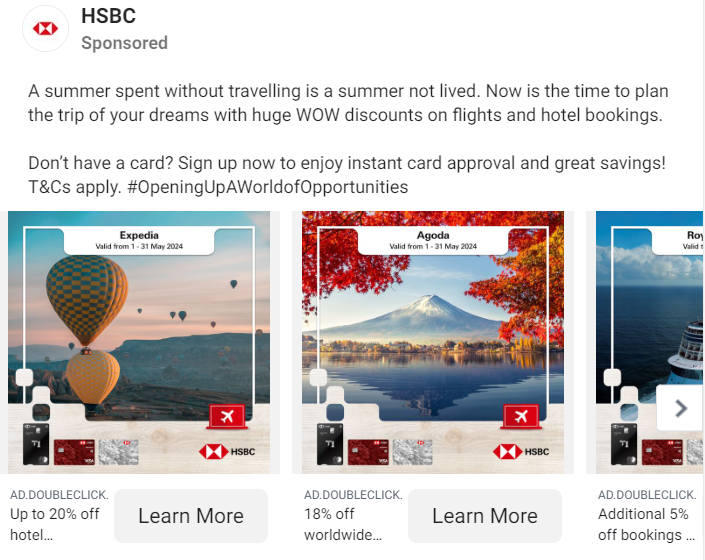 HSBC
Sponsored
A summer spent without travelling is a summer not lived. Now is the time to plan
the trip of your dreams with huge WOW discounts on flights and hotel bookings.
Don't have a card? Sign up now to enjoy instant card approval and great savings!
T&Cs apply. #OpeningUpAWorldofOpportunities
Expedia
Valid from 1 - 31 May 2024
HSBC
Agoda
Valid from 1 - 31 May 2024
HSBC
Roy
Valid f
AD.DOUBLECLICK.
Up to 20% off
hotel...
Learn More
AD.DOUBLECLICK.
18% off
worldwide...
Learn More
AD.DOUBLECLICK.
Additional 5%
off bookings ...